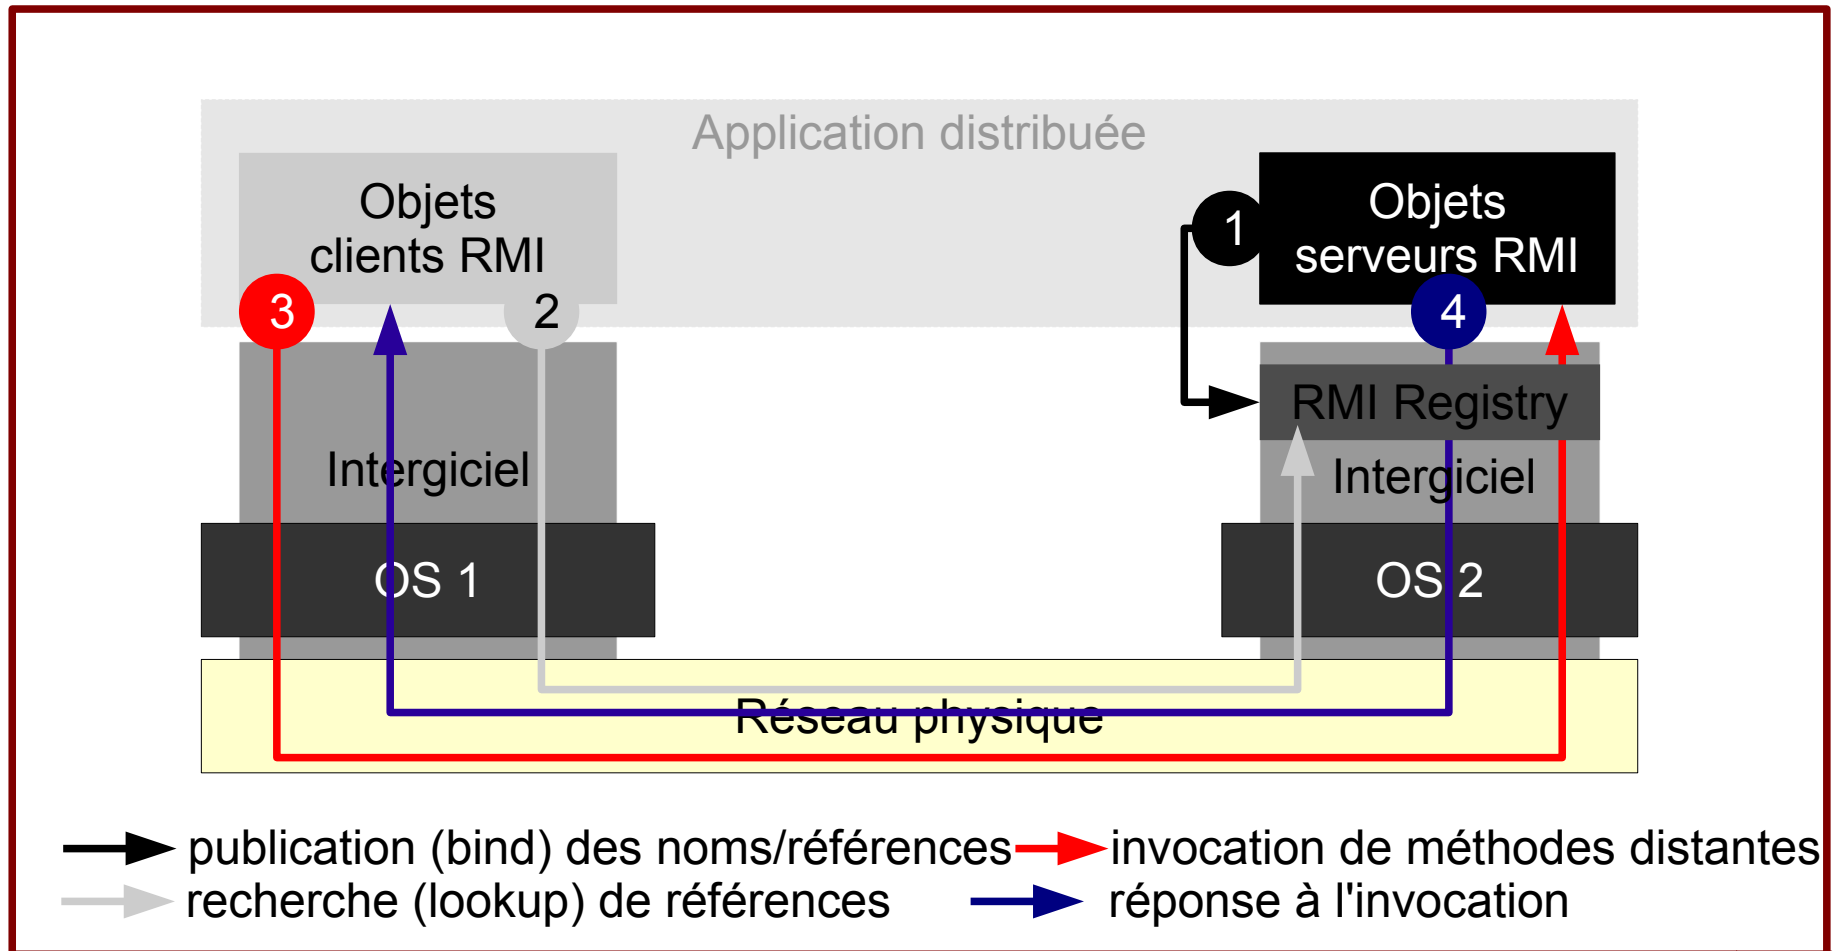 Application distribuée
Objets
clients RMI
Objets
serveurs RMI
1
2
3
4
RMI Registry
Intergiciel
Intergiciel
OS 1
OS 2
Réseau physique
publication (bind) des noms/références
invocation de méthodes distantes
recherche (lookup) de références
réponse à l'invocation